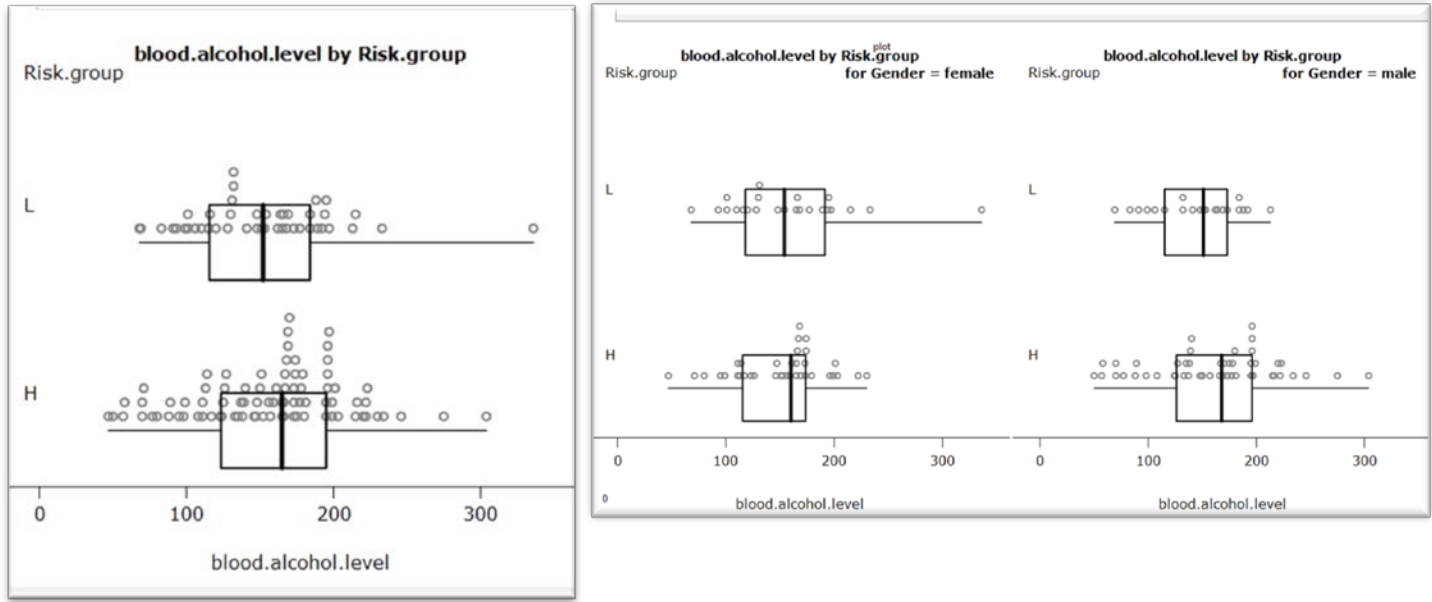 blood.alcohol.level by Risk.group
Risk.group
L
H
0 100 200 300
blood.alcohol.level
plot
blood.alcohol.level by Risk.group
Risk.group for Gender = female
L
H
0 100 200 300
0
blood.alcohol.level
blood.alcohol.level by Risk.group
Risk.group for Gender = male
L
H
0 100 200 300
blood.alcohol.level